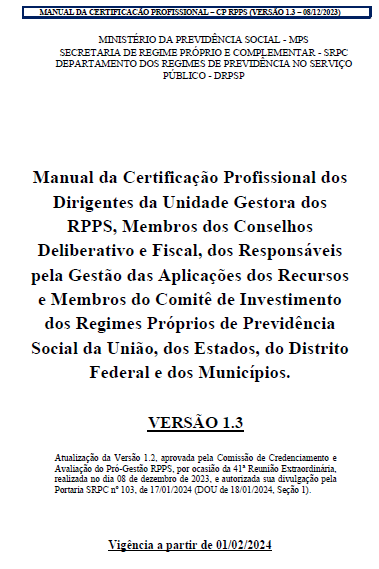 MANUAL DA CERTIFICAÇÃO PROFISSIONAL – CP RPPS (VERSÃO 1.3 – 08/12/2023)
MINISTÉRIO DA PREVIDÊNCIA SOCIAL - MPS
SECRETARIA DE REGIME PRÓPRIO E COMPLEMENTAR - SRPC
DEPARTAMENTO DOS REGIMES DE PREVIDÊNCIA NO SERVIÇO
PÚBLICO - DRPSP
Manual da Certificação Profissional dos
Dirigentes da Unidade Gestora dos
RPPS, Membros dos Conselhos
Deliberativo e Fiscal, dos Responsáveis
pela Gestão das Aplicações dos Recursos
e Membros do Comitê de Investimento
dos Regimes Próprios de Previdência
Social da União, dos Estados, do Distrito
Federal e dos Municípios.
VERSÃO 1.3
Atualização da Versão 1.2, aprovada pela Comissão de Credenciamento e
Avaliação do Pró-Gestão RPPS, por ocasião da 41ª Reunião Extraordinária,
realizada no dia 08 de dezembro de 2023, e autorizada sua divulgação pela
Portaria SRPC nº 103, de 17/01/2024 (DOU de 18/01/2024, Seção 1).
Vigência a partir de 01/02/2024